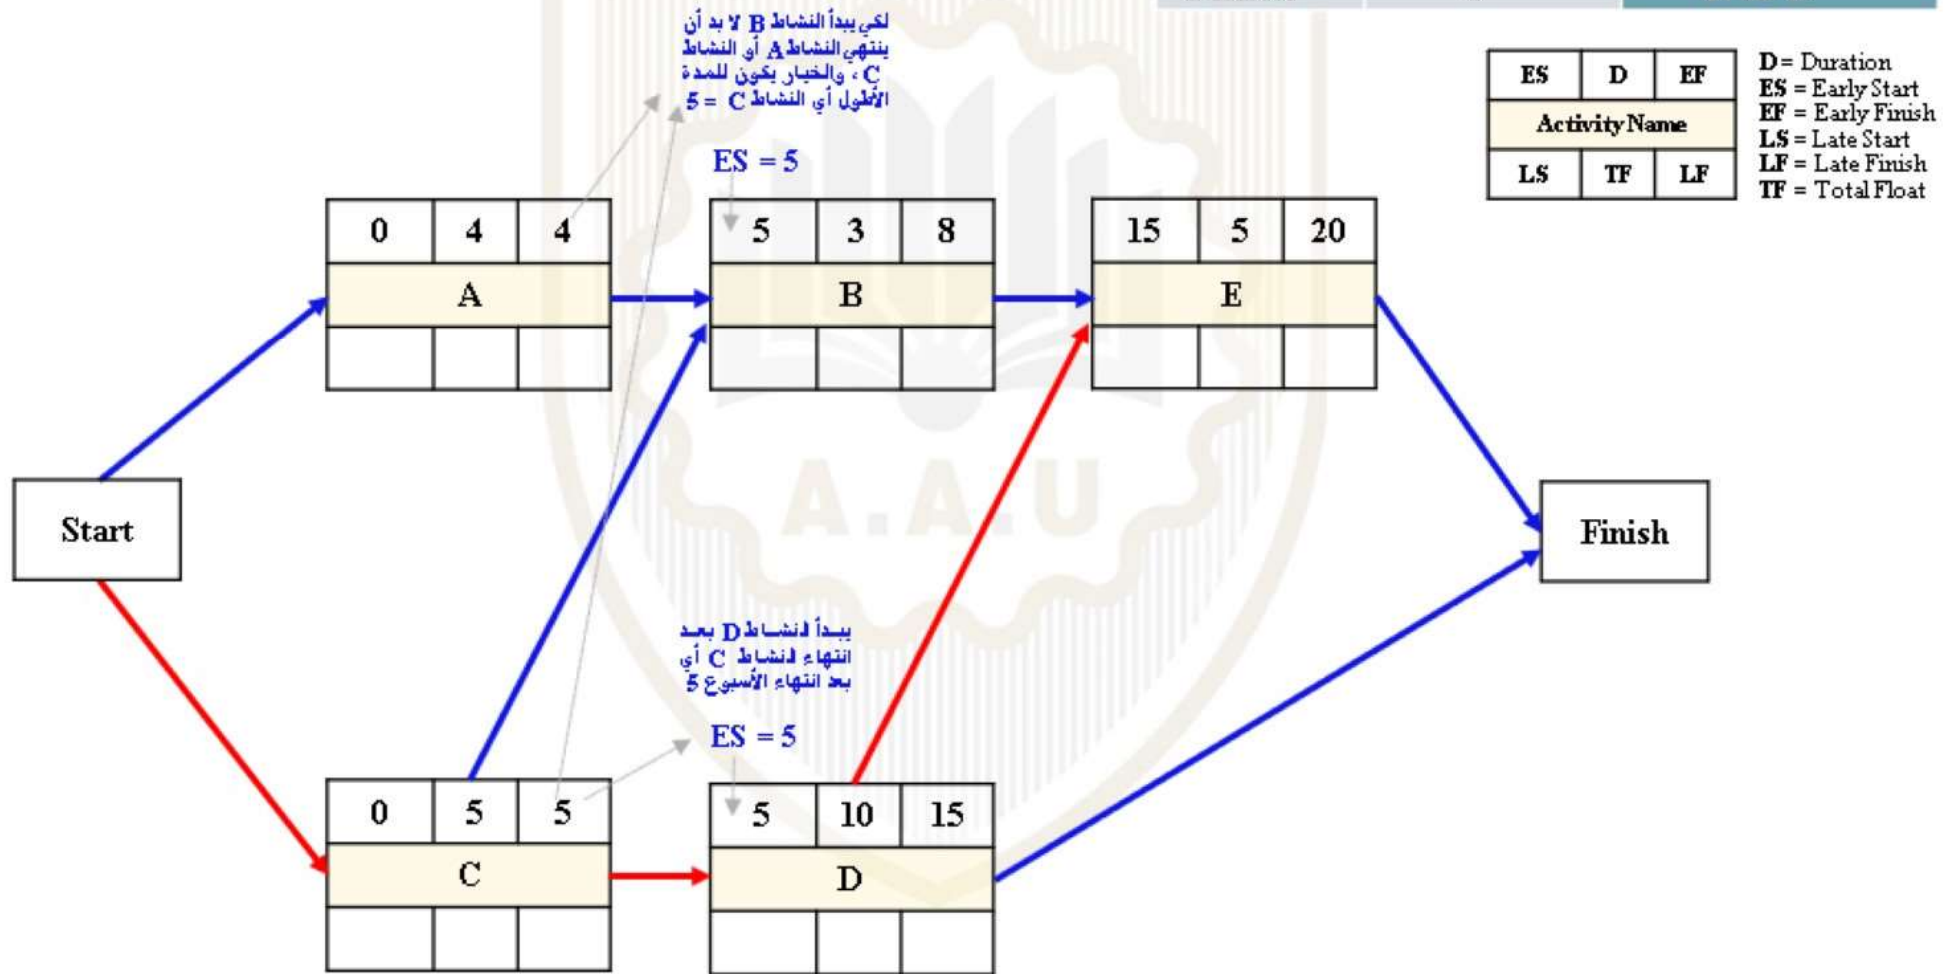 لكي يبدأ النشاط B لا بد أن
ينتهي النشاط A أو النشاط
C ، والخيار يكون للمدة
الأطول أي النشاط C = 5
ES = 5
ES D EF
Activity Name
LS TF LF
D = Duration
ES = Early Start
EF = Early Finish
LS = Late Start
LF = Late Finish
TF = Total Float
0 4 4
A
5 3 8
B
15 5 20
E
Start
Finish
A.A.U
يبدأ النشاط D بعد
انتهاء النشاط C أي
بعد انتهاء الأسبوع 5
ES = 5
0 5 5
C
5 10 15
D